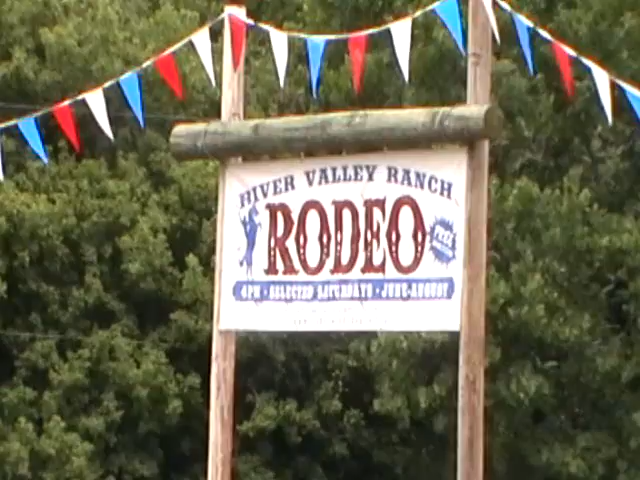 RIVER VALLEY RANCH
RODEO
FREE
6PM • SELECTED SATURDAYS • JUNE-AUGUST